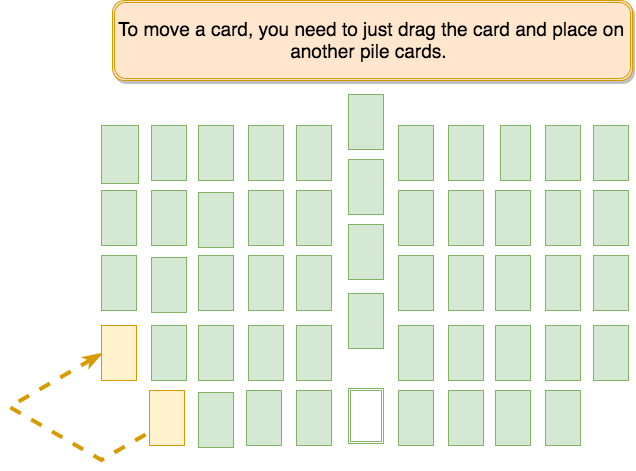 To move a card, you need to just drag the card and place on
another pile cards.